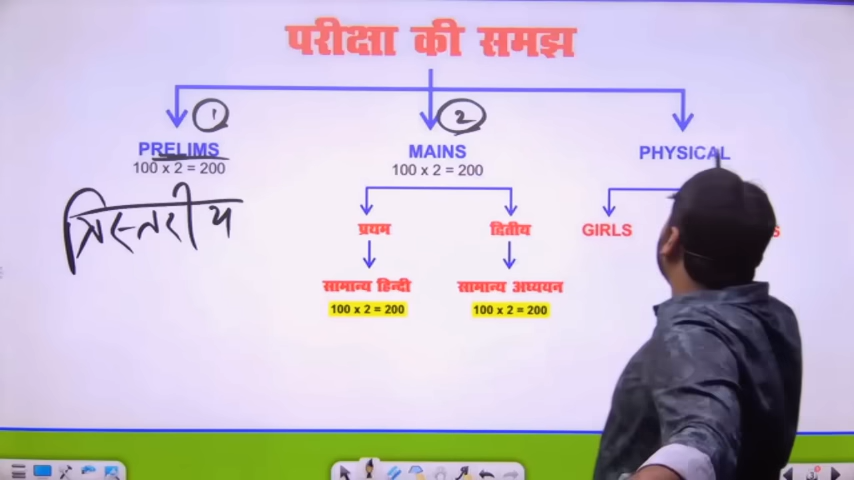 परीक्षा की समझ
1
2
PRELIMS
100 x 2 = 200
MAINS
100 x 2 = 200
PHYSICAL
त्रिस्तरीय
प्रथम
द्वितीय
GIRLS
सामान्य हिन्दी
100 x 2 = 200
सामान्य अध्ययन
100 x 2 = 200